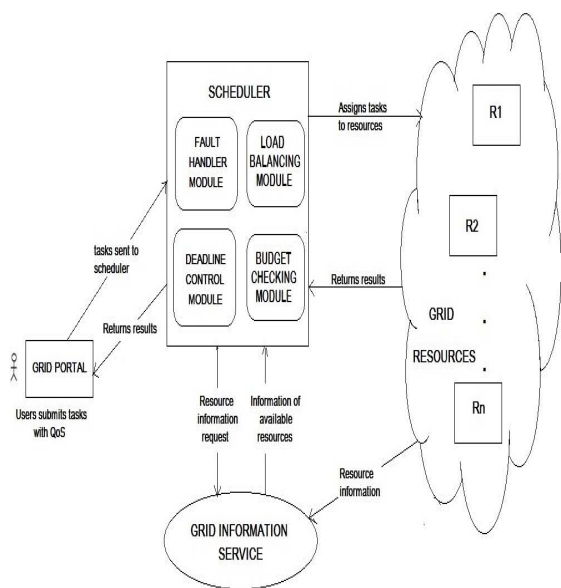 SCHEDULER
FAULT
HANDLER
MODULE
LOAD
BALANCING
MODULE
DEADLINE
CONTROL
MODULE
BUDGET
CHECKING
MODULE
Assigns tasks
to resources
R1
R2
Returns results
GRID
RESOURCES
Rn
tasks sent to
scheduler
Returns results
GRID PORTAL
Users submits tasks
with QoS
Resource
information
request
Information of
available
resources
Resource
information
GRID INFORMATION
SERVICE